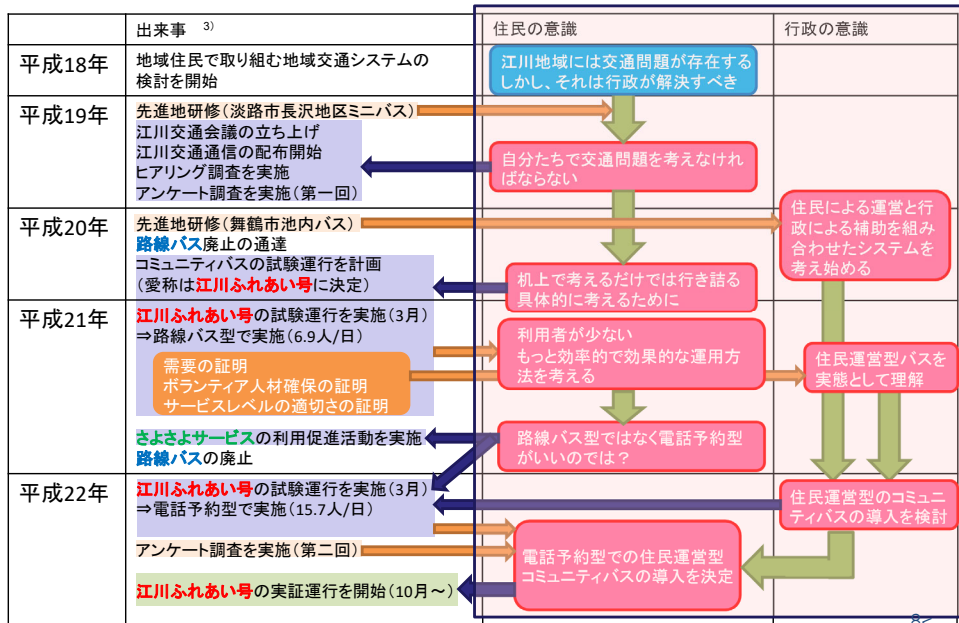 出来事 3)
住民の意識
行政の意識
平成18年
地域住民で取り組む地域交通システムの
検討を開始
江川地域には交通問題が存在する
しかし、それは行政が解決すべき
平成19年
先進地研修(淡路市長沢地区ミニバス)
江川交通会議の立ち上げ
江川交通通信の配布開始
ヒアリング調査を実施
アンケート調査を実施(第一回)
自分たちで交通問題を考えなけれ
ばならない
平成20年
先進地研修(舞鶴市池内バス)
路線バス廃止の通達
コミュニティバスの試験運行を計画
(愛称は江川ふれあい号に決定)
机上で考えるだけでは行き詰る
具体的に考えるために
住民による運営と行
政による補助を組み
合わせたシステムを
考え始める
平成21年
江川ふれあい号の試験運行を実施(3月)
⇒路線バス型で実施(6.9人/日)
需要の証明
ボランティア人材確保の証明
サービスレベルの適切さの証明
利用者が少ない
もっと効率的で効果的な運用方
法を考える
住民運営型バスを
実態として理解
さよさよサービスの利用促進活動を実施
路線バスの廃止
路線バス型ではなく電話予約型
がいいのでは?
平成22年
江川ふれあい号の試験運行を実施(3月)
⇒電話予約型で実施(15.7人/日)
住民運営型のコミュニ
ティバスの導入を検討
アンケート調査を実施(第二回)
電話予約型での住民運営型
コミュニティバスの導入を決定
江川ふれあい号の実証運行を開始(10月~)